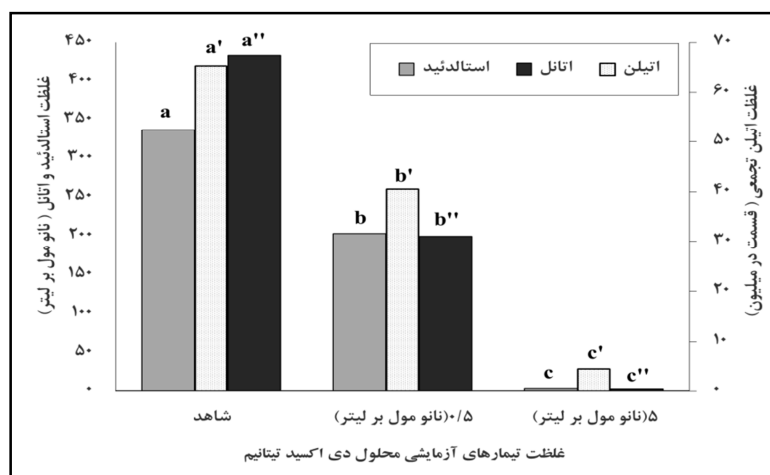 استالدئید اتانل اتیلن
غلظت استالدئید و اتانل ( نانو مول بر لیتر)
۴۵۰
۴۰۰
۳۵۰
۳۰۰
۲۵۰
۲۰۰
۱۵۰
۱۰۰
۵۰
۰
a a' a''
b b' b''
c c' c''
۷۰
۶۰
۵۰
۴۰
۳۰
۲۰
۱۰
۰
غلظت اتیلن تجمعی ( قسمت در میلیون)
شاهد
۰/۵(نانو مول بر لیتر)
۵(نانو مول بر لیتر)
غلظت تیمارهای آزمایشی محلول دی اکسید تیتانیم